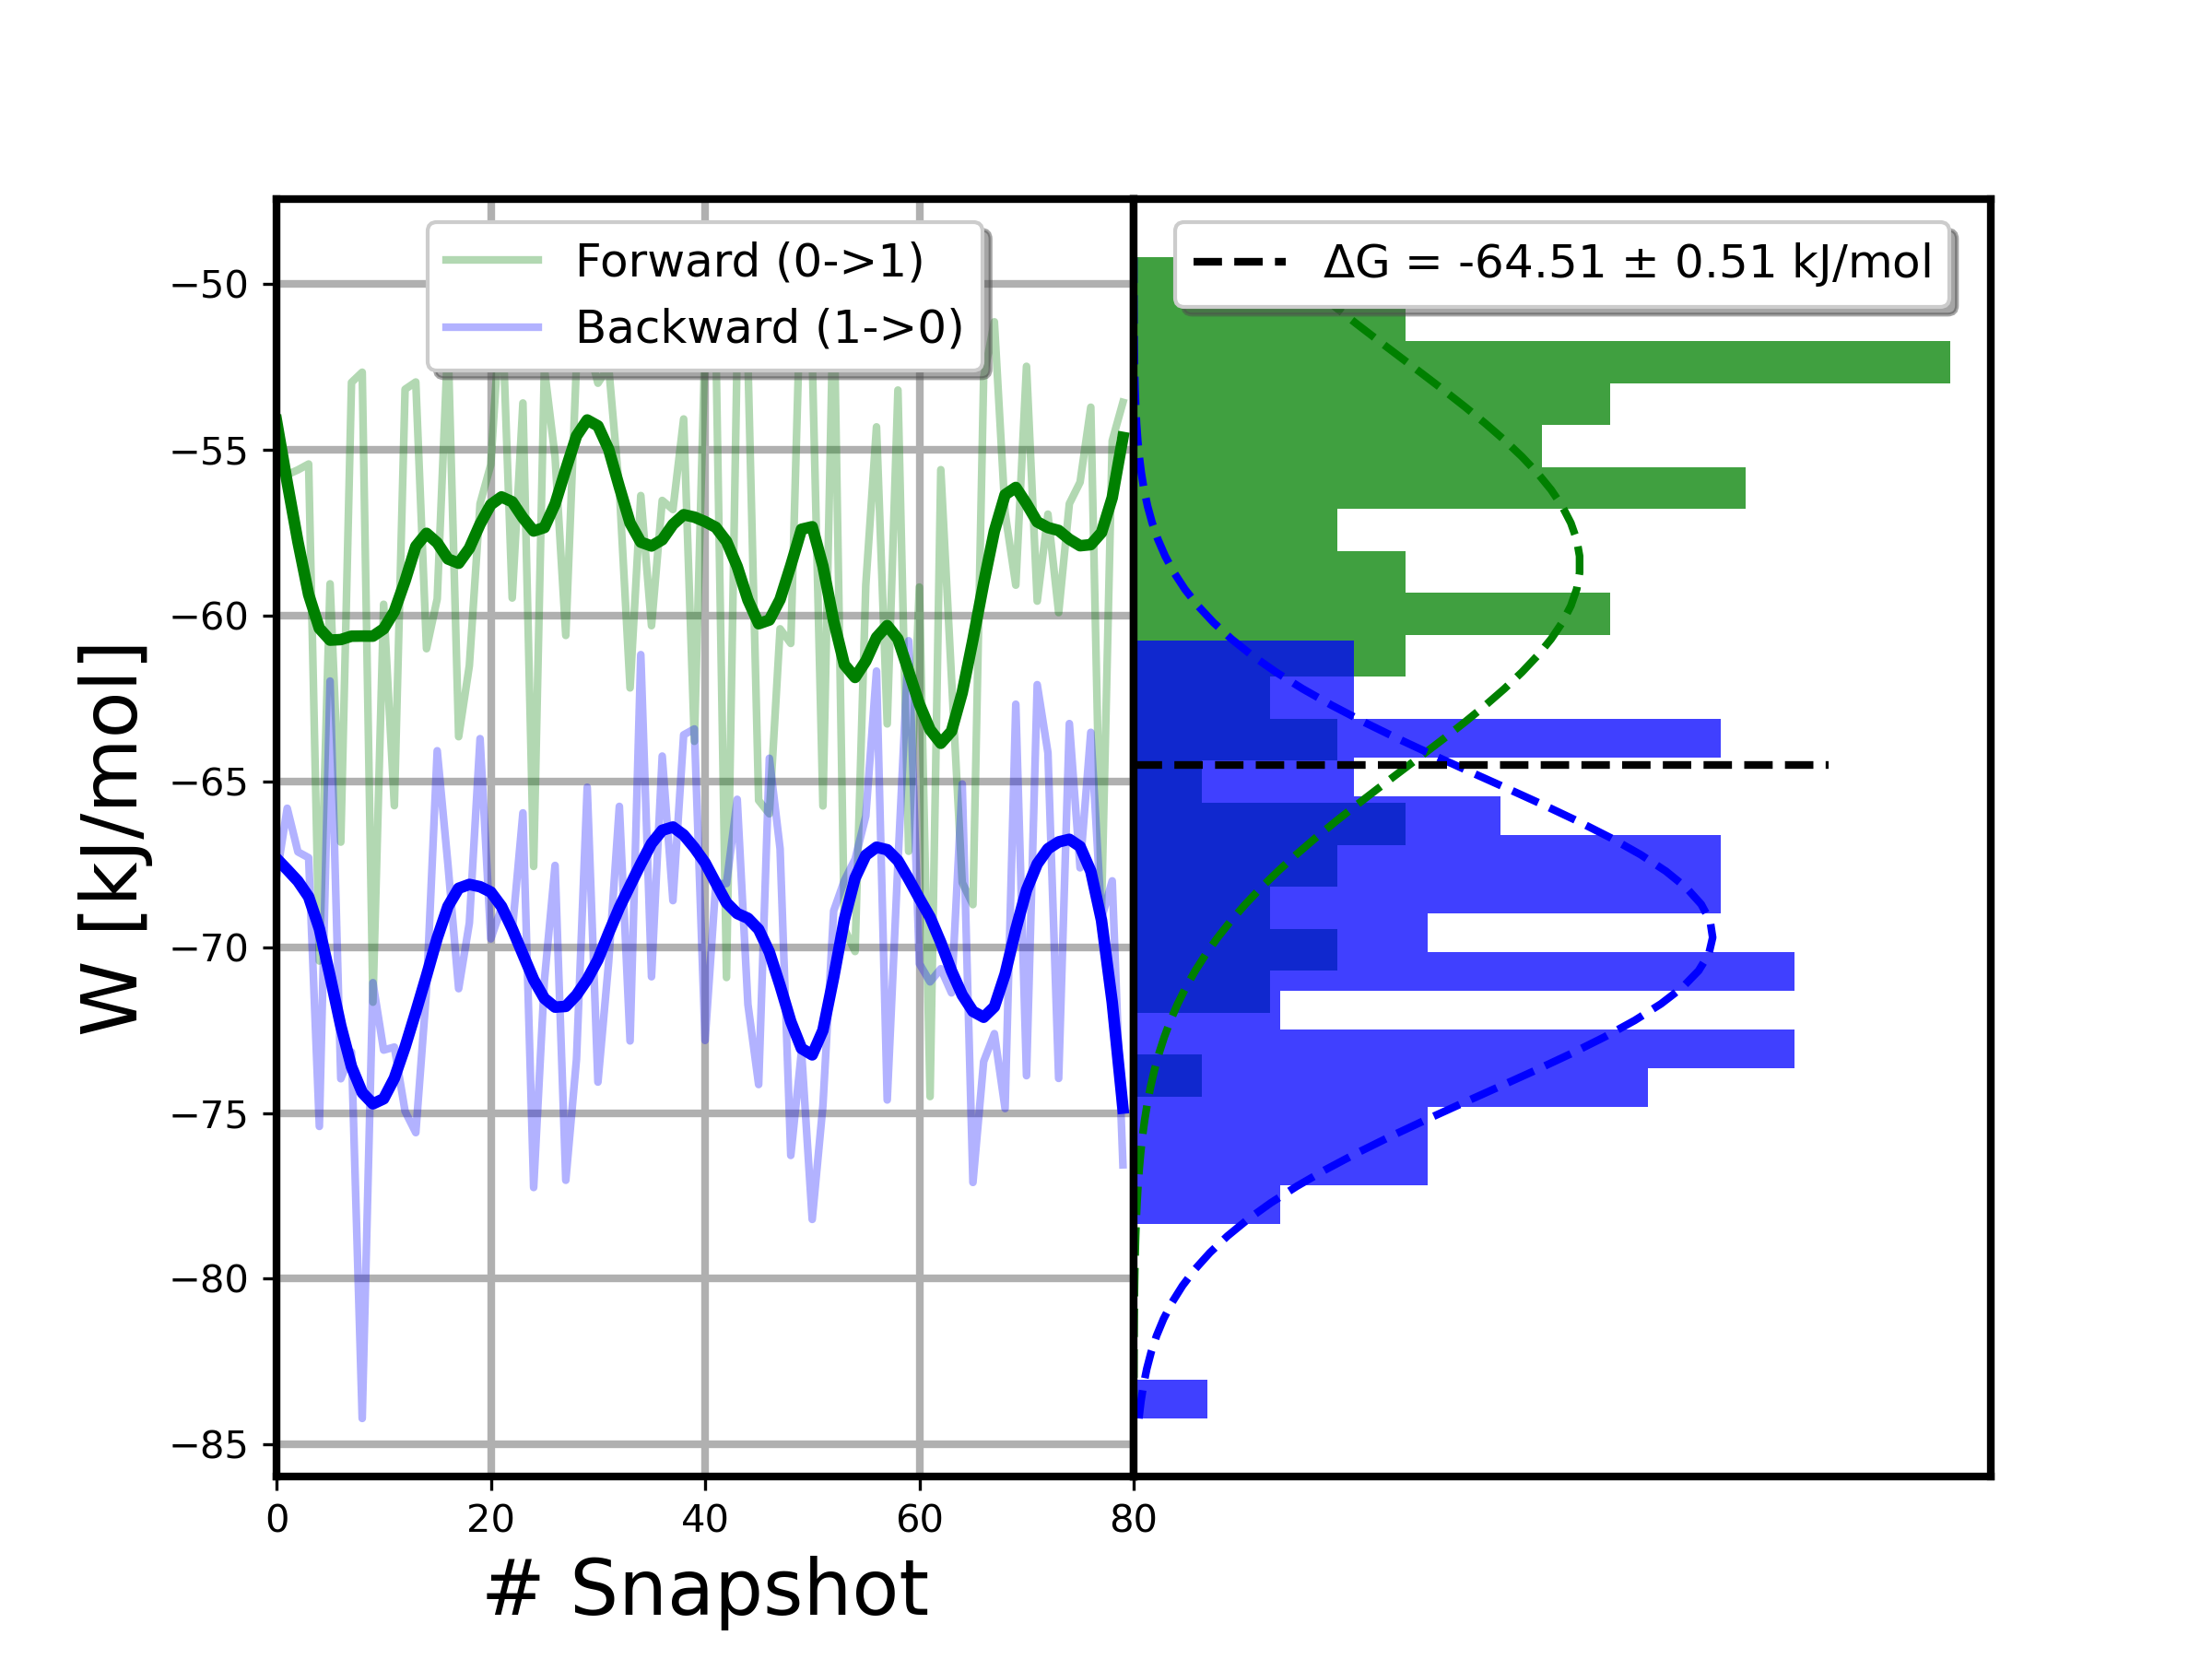 Forward (0->1)
Backward (1->0)
ΔG = -64.51 ± 0.51 kJ/mol
W [kJ/mol]
−50
−55
−60
−65
−70
−75
−80
−85
0 20 40 60 80
# Snapshot